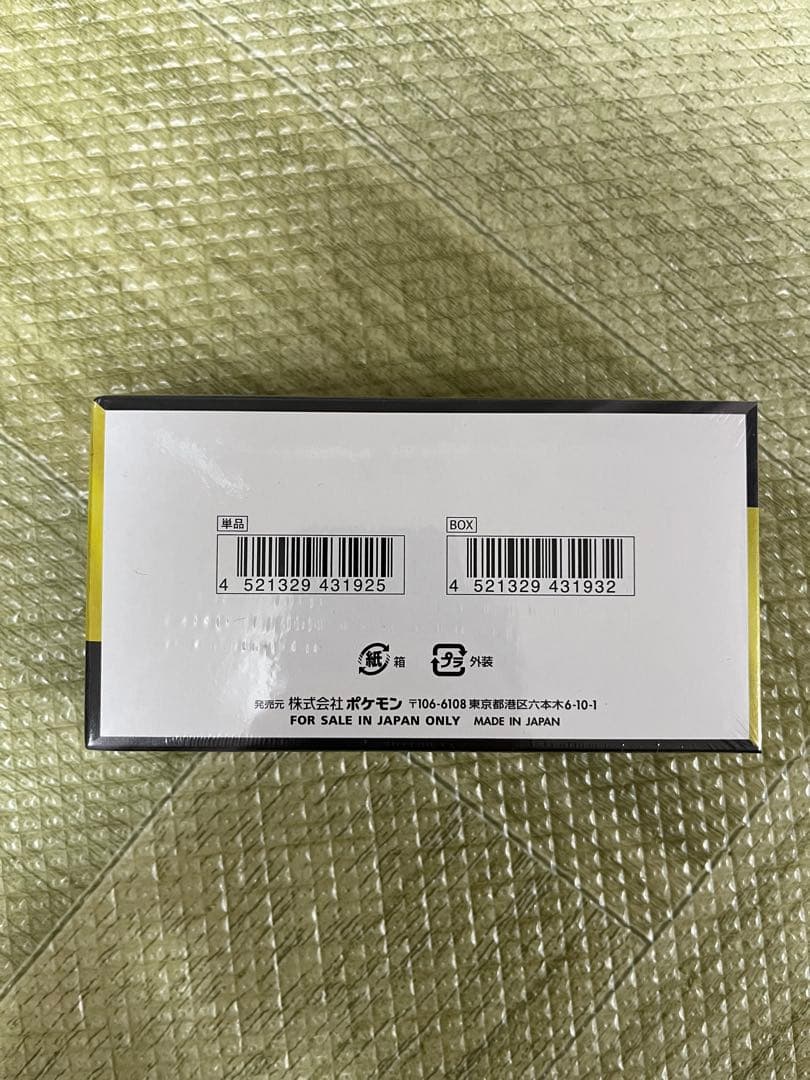 単品
4 521329 431925
BOX
4 521329 431932
紙 箱
プラ 外装
発売元 株式会社 ポケモン 〒106-6108 東京都港区六本木6-10-1
FOR SALE IN JAPAN ONLY MADE IN JAPAN